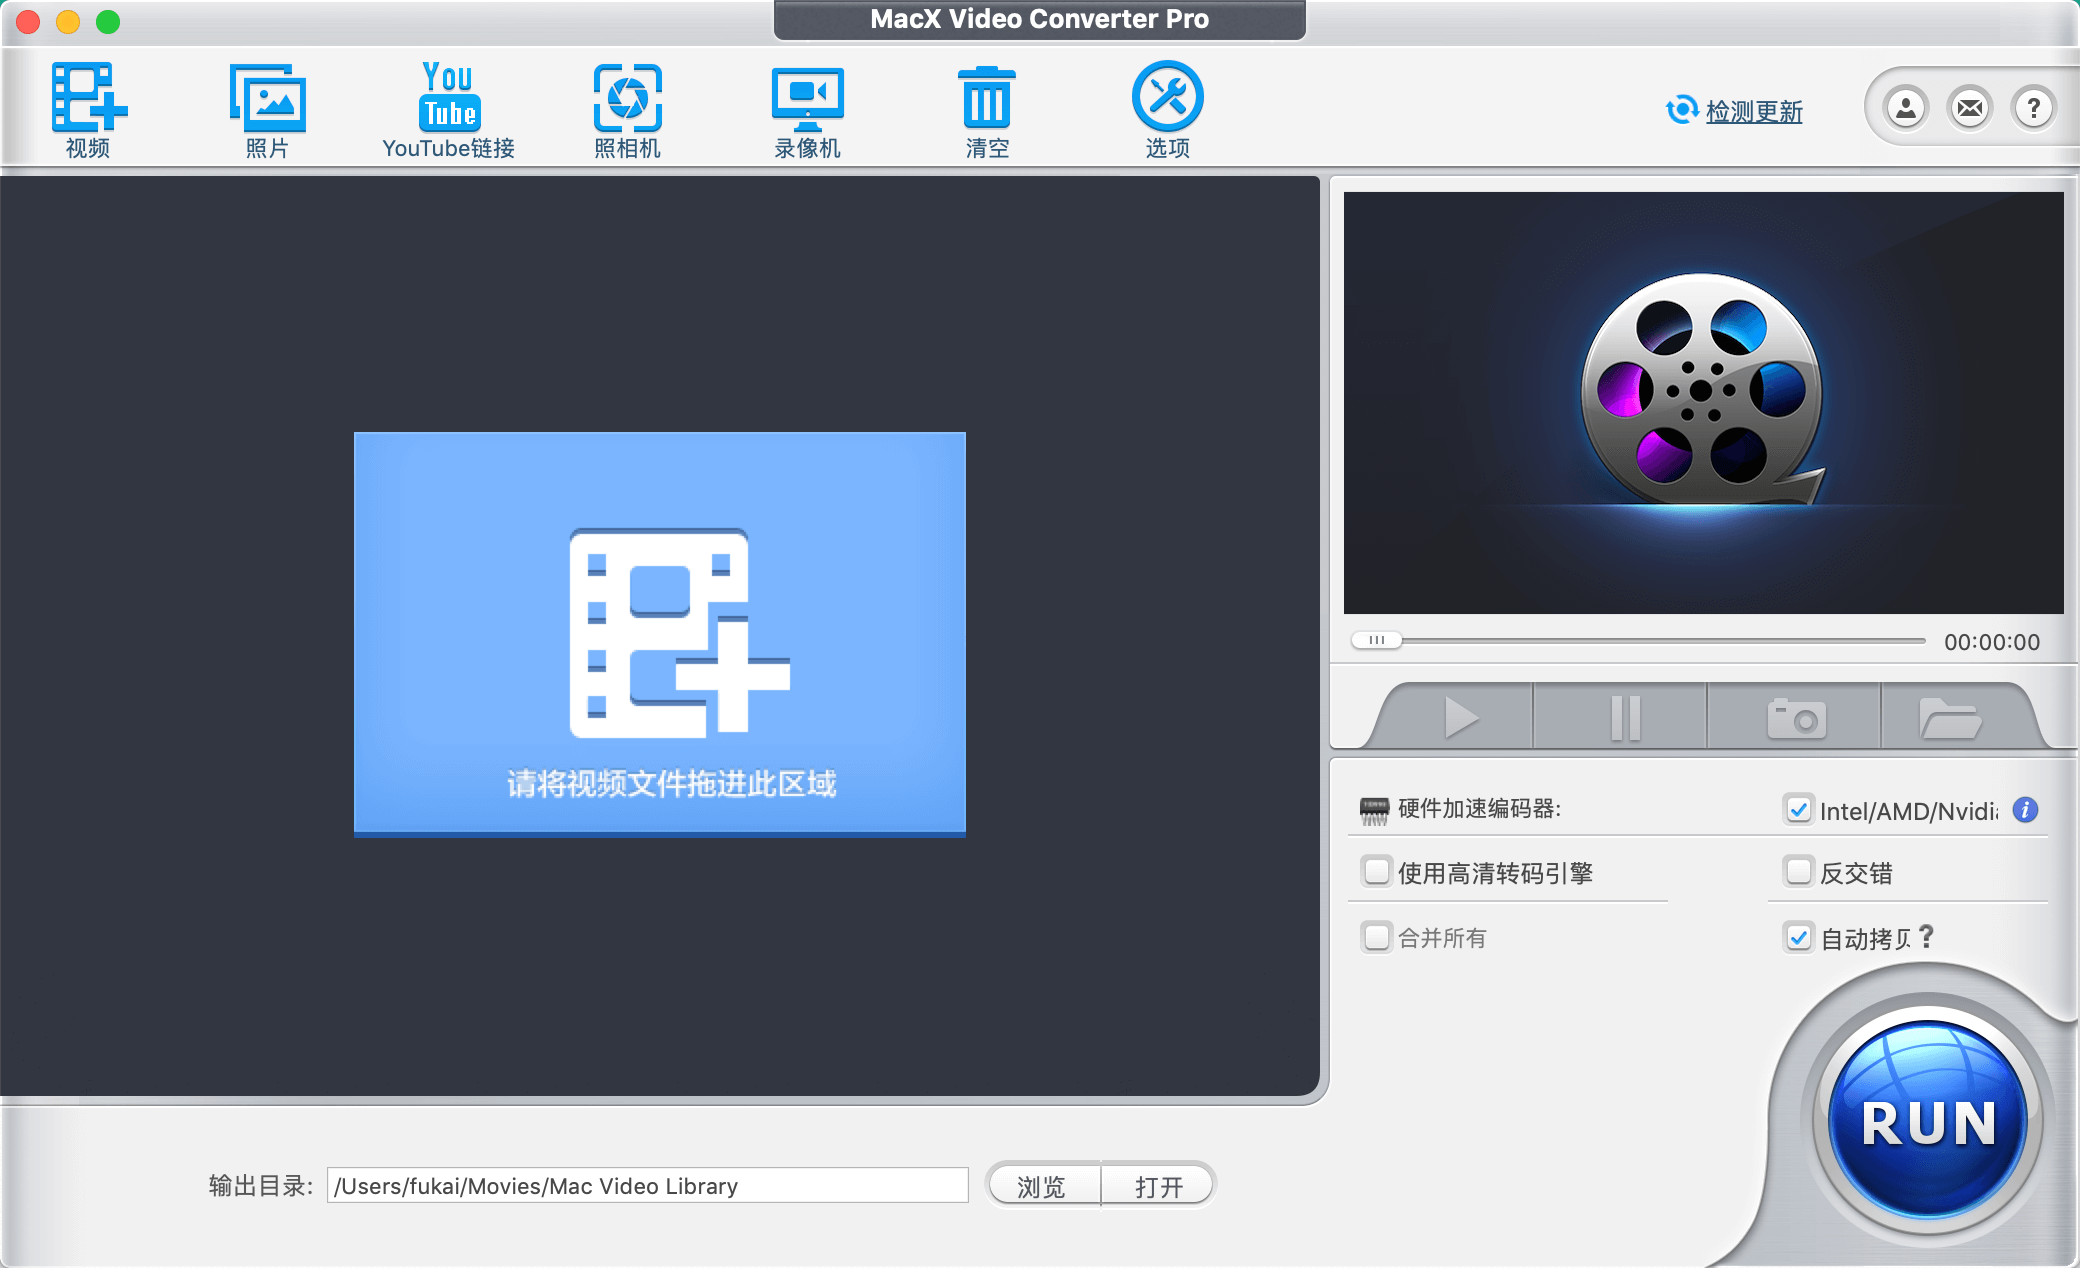 MacX Video Converter Pro
You
Tube
视频
照片
YouTube链接
照相机
录像机
清空
选项
检测更新
?
请将视频文件拖进此区域
00:00:00
硬件加速编码器:
Intel/AMD/Nvidi
i
使用高清转码引擎
反交错
合并所有
自动拷贝?
RUN
输出目录:
/Users/fukai/Movies/Mac Video Library
浏览
打开